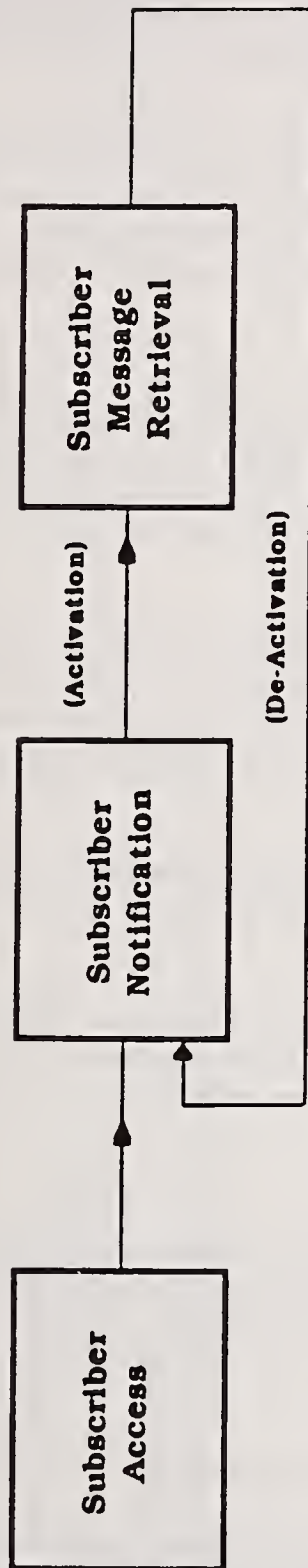 Subscriber
Access
Subscriber
Notification
(Activation)
Subscriber
Message
Retrieval
(De-Activation)